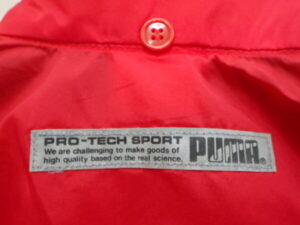 PRO-TECH SPORT
We are challenging to make goods of
high quality based on the real science.
PUMA.